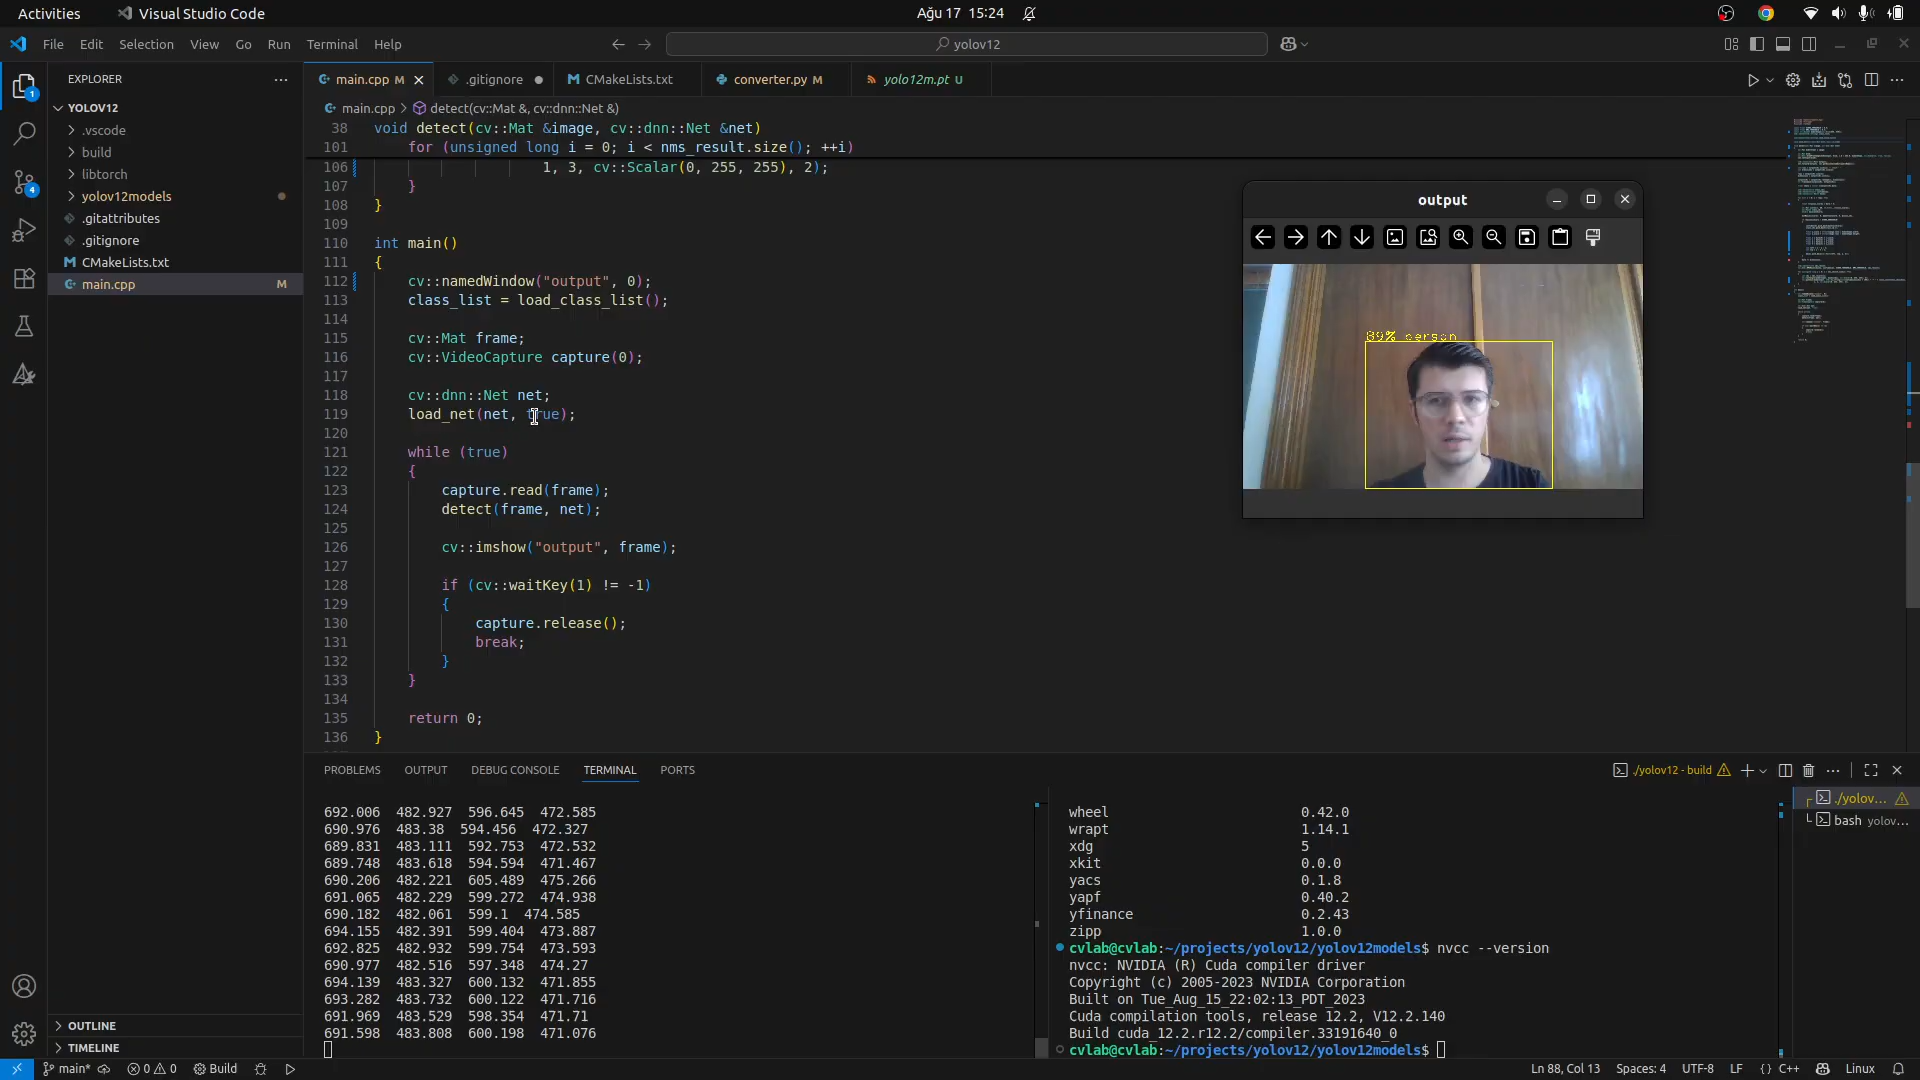 Activities
Visual Studio Code
Ağu 17 15:24
File Edit Selection View Go Run Terminal Help
yolov12
EXPLORER
YOLOV12
.vscode
build
libtorch
yolov12models
.gitattributes
.gitignore
CMakeLists.txt
main.cpp M
OUTLINE
TIMELINE
main.cpp M
.gitignore
CMakeLists.txt
converter.py M
yolo12m.pt U
main.cpp > detect(cv::Mat &, cv::dnn::Net &)
38 void detect(cv::Mat &image, cv::dnn::Net &net)
101 for (unsigned long i = 0; i < nms_result.size(); ++i)
106 1, 3, cv::Scalar(0, 255, 255), 2);
107 }
108 }
109
110 int main()
111 {
112 cv::namedWindow("output", 0);
113 class_list = load_class_list();
114
115 cv::Mat frame;
116 cv::VideoCapture capture(0);
117
118 cv::dnn::Net net;
119 load_net(net, true);
120
121 while (true)
122 {
123 capture.read(frame);
124 detect(frame, net);
125
126 cv::imshow("output", frame);
127
128 if (cv::waitKey(1) != -1)
129 {
130 capture.release();
131 break;
132 }
133 }
134
135 return 0;
136 }
output
89% person
PROBLEMS OUTPUT DEBUG CONSOLE TERMINAL PORTS
./yolov12 - build
692.006 482.927 596.645 472.585
690.976 483.38 594.456 472.327
689.831 483.111 592.753 472.532
689.748 483.618 594.594 471.467
690.206 482.221 605.489 475.266
691.065 482.229 599.272 474.938
690.182 482.061 599.1 474.585
694.155 482.391 599.404 473.887
692.825 482.932 599.754 473.593
690.977 482.516 597.348 474.27
694.139 483.327 600.132 471.855
693.282 483.732 600.122 471.716
691.969 483.529 598.354 471.71
691.598 483.808 600.198 471.076
wheel 0.42.0
wrapt 1.14.1
xdg 5
xkit 0.0.0
yacs 0.1.8
yapf 0.40.2
yfinance 0.2.43
zipp 1.0.0
cvlab@cvlab:~/projects/yolov12/yolov12models$ nvcc --version
nvcc: NVIDIA (R) Cuda compiler driver
Copyright (c) 2005-2023 NVIDIA Corporation
Built on Tue_Aug_15_22:02:13_PDT_2023
Cuda compilation tools, release 12.2, V12.2.140
Build cuda_12.2.r12.2/compiler.33191640_0
cvlab@cvlab:~/projects/yolov12/yolov12models$
./yolov...
bash yolov...
1
4
main* 0 0 Build
Ln 88, Col 13 Spaces: 4 UTF-8 LF {} C++ Linux